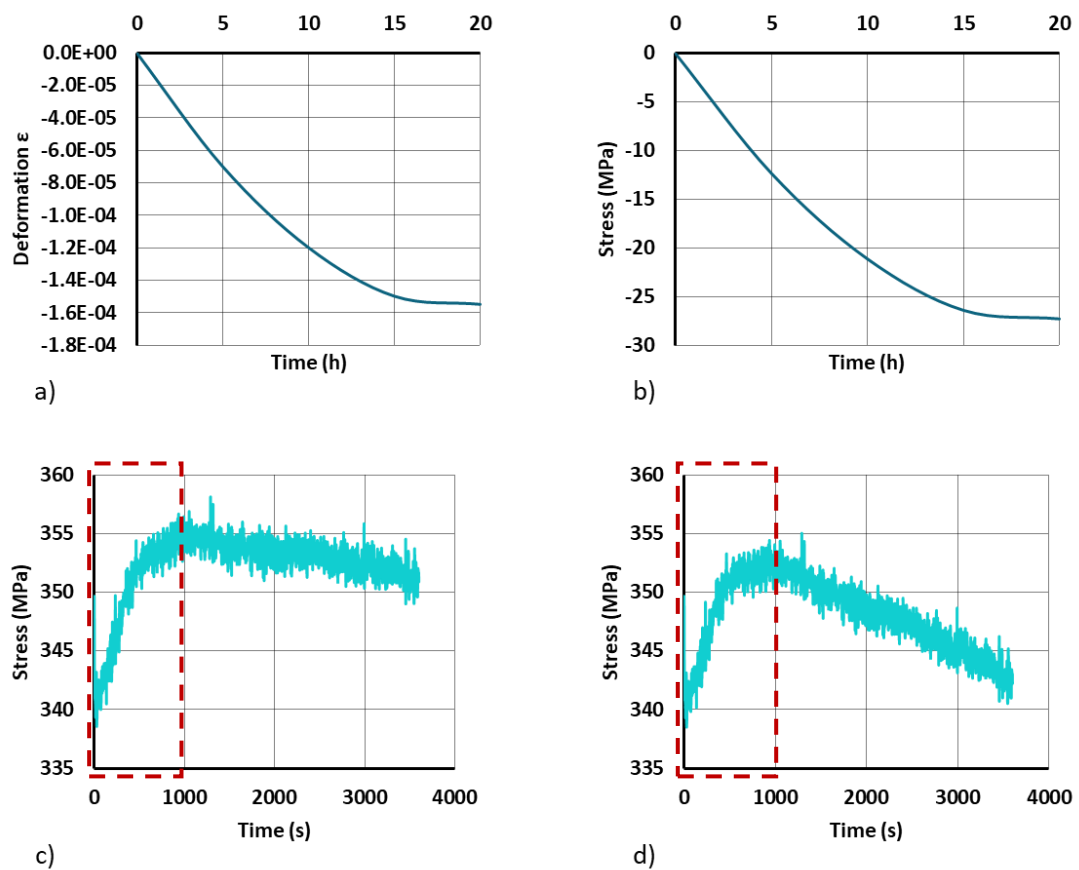 0 5 10 15 20
0.0E+00
-2.0E-05
-4.0E-05
-6.0E-05
-8.0E-05
-1.0E-04
-1.2E-04
-1.4E-04
-1.6E-04
-1.8E-04
Deformation ε
Time (h)
a)
0 5 10 15 20
0
-5
-10
-15
-20
-25
-30
Stress (MPa)
Time (h)
b)
360
355
350
345
340
335
Stress (MPa)
0 1000 2000 3000 4000
Time (s)
c)
360
355
350
345
340
335
Stress (MPa)
0 1000 2000 3000 4000
Time (s)
d)